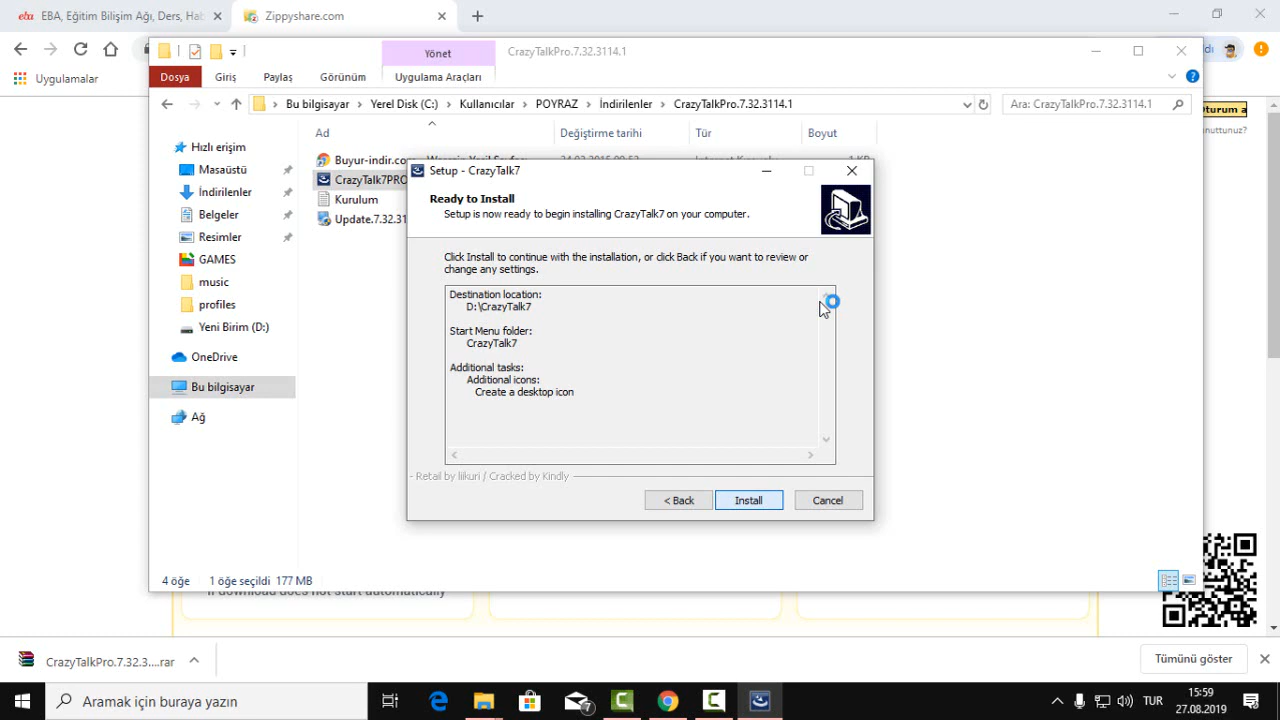 EBA, Eğitim Bilişim Ağı, Ders, Hab
Zippyshare.com
Yönet
CrazyTalkPro.7.32.3114.1
Dosya
Giriş
Paylaş
Görünüm
Uygulama Araçları
Uygulamalar
Bu bilgisayar
Yerel Disk (C:)
Kullanıcılar
POYRAZ
İndirilenler
CrazyTalkPro.7.32.3114.1
Ara: CrazyTalkPro.7.32.3114.1
Oturum a
unuttunuz?
Ad
Değiştirme tarihi
Tür
Boyut
Hızlı erişim
Masaüstü
İndirilenler
Belgeler
Resimler
GAMES
music
profiles
Yeni Birim (D:)
OneDrive
Bu bilgisayar
Ağ
Buyur-indir.co
CrazyTalk7PRO
Kurulum
Update.7.32.31
Setup - CrazyTalk7
Ready to Install
Setup is now ready to begin installing CrazyTalk7 on your computer.
Click Install to continue with the installation, or click Back if you want to review or
change any settings.
Destination location:
D:\CrazyTalk7
Start Menu folder:
CrazyTalk7
Additional tasks:
Additional icons:
Create a desktop icon
- Retail by liikuri / Cracked by Kindly
< Back
Install
Cancel
4 öğe
1 öğe seçildi 177 MB
If download does not start automatically
CrazyTalkPro.7.32.3....rar
Tümünü göster
Aramak için buraya yazın
7
TUR
15:59
27.08.2019